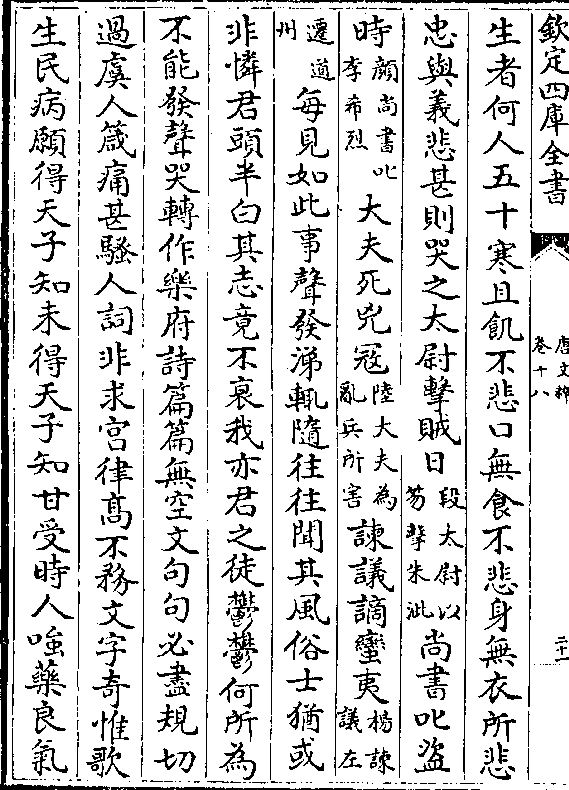 欽定四庫全書
唐文粹
卷十八
二十一
生者何人五十寒且飢不悲口無食不悲身無衣所悲
忠與義悲甚則哭之太尉擊賊日段太尉以笏擊朱泚尚書叱盜
時顔尚書叱李希烈大夫死兇冦陸大夫為亂兵所害諫議謫蠻夷楊諫議左
遷道州每見如此事聲發涕輒隨往往聞其風俗士猶或
非憐君頭半白其志竟不衰我亦君之徒鬱鬱何所為
不能發聲哭轉作樂府詩篇篇無空文句句必盡規切
過虞人箴痛甚騷人詞非求宮律髙不務文字奇惟歌
生民病願得天子知未得天子知甘受時人嗤藥良氣